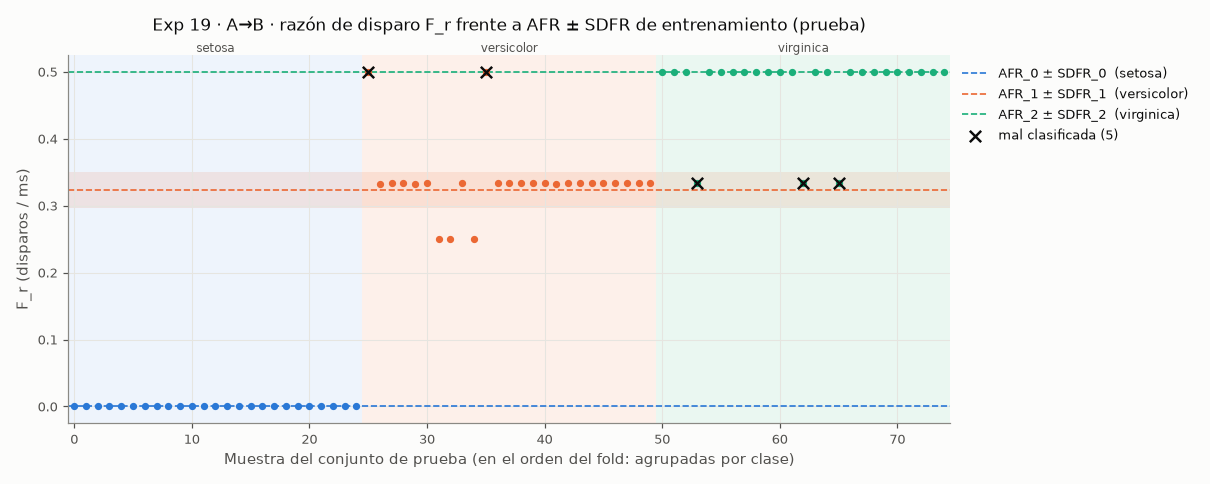 Exp 19 · A→B · razón de disparo F_r frente a AFR ± SDFR de entrenamiento (prueba)
setosa versicolor virginica
0.5
0.4
0.3
0.2
0.1
0.0
F_r (disparos / ms)
0 10 20 30 40 50 60 70
Muestra del conjunto de prueba (en el orden del fold: agrupadas por clase)
AFR_0 ± SDFR_0 (setosa)
AFR_1 ± SDFR_1 (versicolor)
AFR_2 ± SDFR_2 (virginica)
mal clasificada (5)